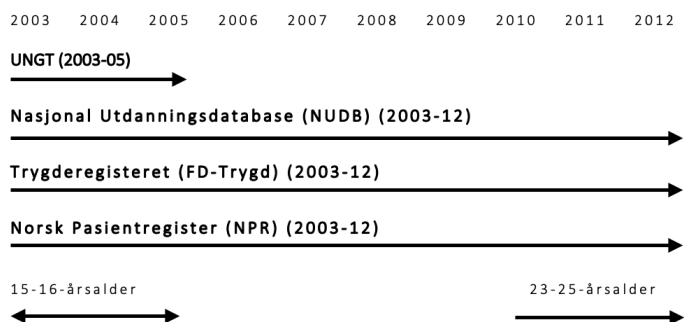 2003 2004 2005 2006 2007 2008 2009 2010 2011 2012
UNGT (2003-05)
Nasjonal Utdanningsdatabase (NUDB) (2003-12)
Trygderegisteret (FD-Trygd) (2003-12)
Norsk Pasientregister (NPR) (2003-12)
15-16-årsalder 23-25-årsalder